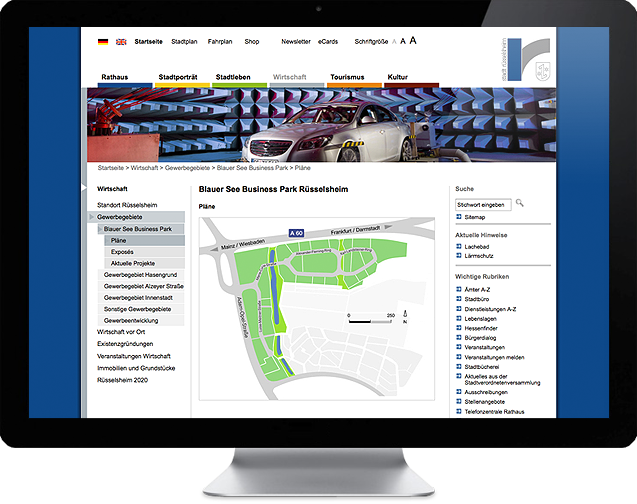 Startseite Stadtplan Fahrplan Shop Newsletter eCards Schriftgröße A A A
Rathaus Stadtporträt Stadtleben Wirtschaft Tourismus Kultur
Startseite > Wirtschaft > Gewerbegebiete > Blauer See Business Park > Pläne
Wirtschaft
Standort Rüsselsheim
Gewerbegebiete
Blauer See Business Park
Pläne
Exposés
Aktuelle Projekte
Gewerbegebiet Hasengrund
Gewerbegebiet Alzeyer Straße
Gewerbegebiet Innenstadt
Sonstige Gewerbegebiete
Gewerbeentwicklung
Wirtschaft vor Ort
Existenzgründungen
Veranstaltungen Wirtschaft
Immobilien und Grundstücke
Rüsselsheim 2020
Blauer See Business Park Rüsselsheim
Pläne
A 60
Mainz / Wiesbaden
Frankfurt / Darmstadt
Adam-Opel-Straße
0 250
Suche
Stichwort eingeben
Sitemap
Aktuelle Hinweise
Lachebad
Lärmschutz
Wichtige Rubriken
Ämter A-Z
Stadtbüro
Dienstleistungen A-Z
Lebenslagen
Hessenfinder
Bürgerdialog
Veranstaltungen
Veranstaltungen melden
Stadtbücherei
Aktuelles aus der
Stadtverordnetenversammlung
Ausschreibungen
Stellenangebote
Telefonzentrale Rathaus